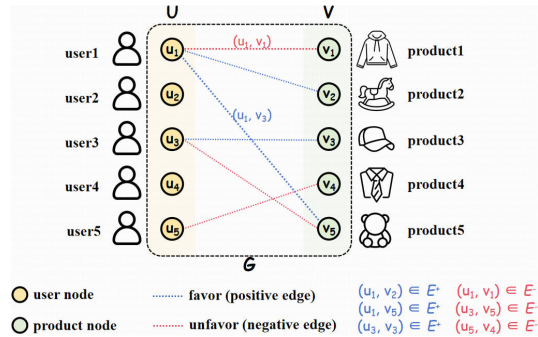 U V
user1 u₁ (u₁, v₁) v₁ product1
user2 u₂ v₂ product2
(u₁, v₃)
user3 u₃ v₃ product3
user4 u₄ v₄ product4
user5 u₅ v₅ product5
G
user node favor (positive edge) (u₁, v₂) ∈ E⁺ (u₁, v₁) ∈ E⁻
(u₁, v₅) ∈ E⁺ (u₃, v₅) ∈ E⁻
product node unfavor (negative edge) (u₃, v₃) ∈ E⁺ (u₅, v₄) ∈ E⁻